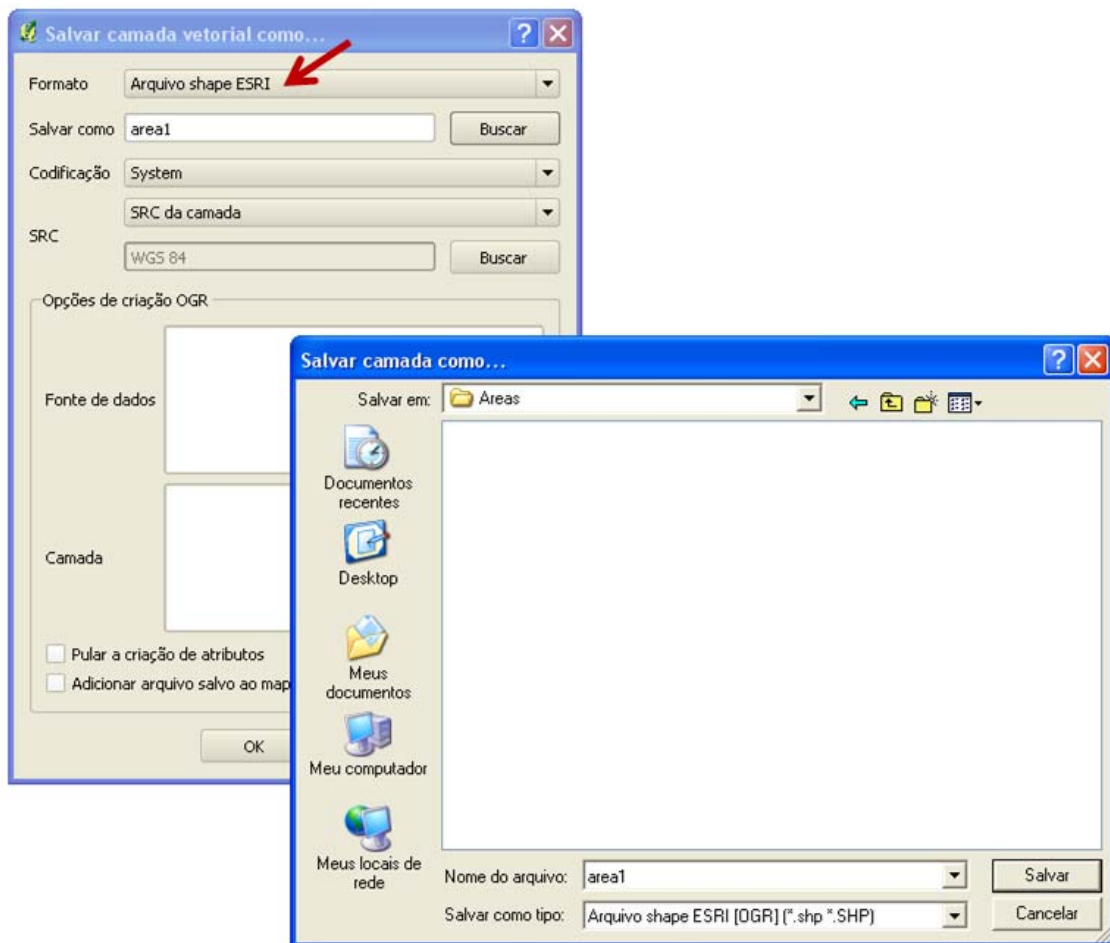 Salvar camada vetorial como...
Formato Arquivo shape ESRI
Salvar como area1 Buscar
Codificação System
SRC da camada
SRC
WGS 84 Buscar
Opções de criação OGR
Fonte de dados
Camada
Pular a criação de atributos
Adicionar arquivo salvo ao map
OK
Salvar camada como...
Salvar em: Areas
Documentos
recentes
Desktop
Meus
documentos
Meu computador
Meus locais de
rede
Nome do arquivo: area1 Salvar
Salvar como tipo: Arquivo shape ESRI [OGR] (*.shp *.SHP) Cancelar